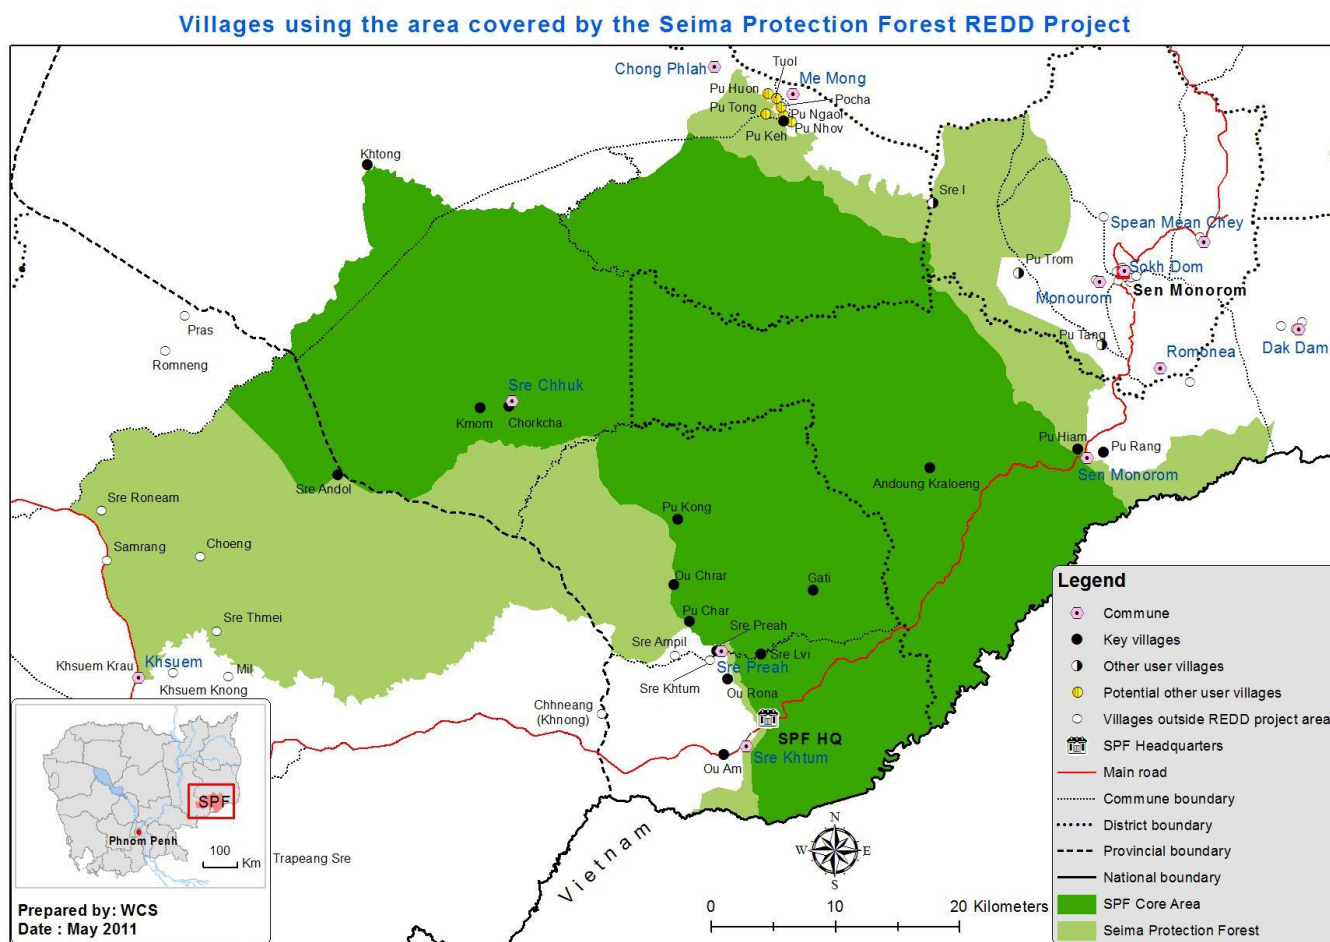 Villages using the area covered by the Seima Protection Forest REDD Project
Chong Phlah
Tuol
Me Mong
Pu Huon
Pocha
Pu Tong
Pu Ngaol
Pu Nhov
Pu Keh
Khtong
Sre I
Spean Mean Chey
Pu Trom
Sokh Dom
Sen Monorom
Monourom
Pras
Pu Tang
Romonea
Dak Dam
Romneng
Sre Chhuk
Kmom
Chorkcha
Pu Hiam
Pu Rang
Sen Monorom
Sre Andol
Andoung Kraloeng
Sre Roneam
Pu Kong
Samrang
Choeng
Ou Chrar
Gati
Pu Char
Sre Thmei
Sre Preah
Sre Ampil
Sre Lvi
Sre Preah
Khsuem Krau
Khsuem
Mil
Khsuem Knong
Sre Khtum
Ou Rona
Chhneang
(Khnong)
SPF HQ
Sre Khtum
Ou Am
Vietnam
Trapeang Sre
N
W
E
S
0
10
20 Kilometers
SPF
Phnom Penh
100
Km
Prepared by: WCS
Date : May 2011
Legend
Commune
Key villages
Other user villages
Potential other user villages
Villages outside REDD project area
SPF Headquarters
Main road
Commune boundary
District boundary
Provincial boundary
National boundary
SPF Core Area
Seima Protection Forest